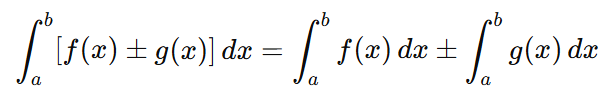 ∫_a^b [f(x) ± g(x)] dx = ∫_a^b f(x) dx ± ∫_a^b g(x) dx